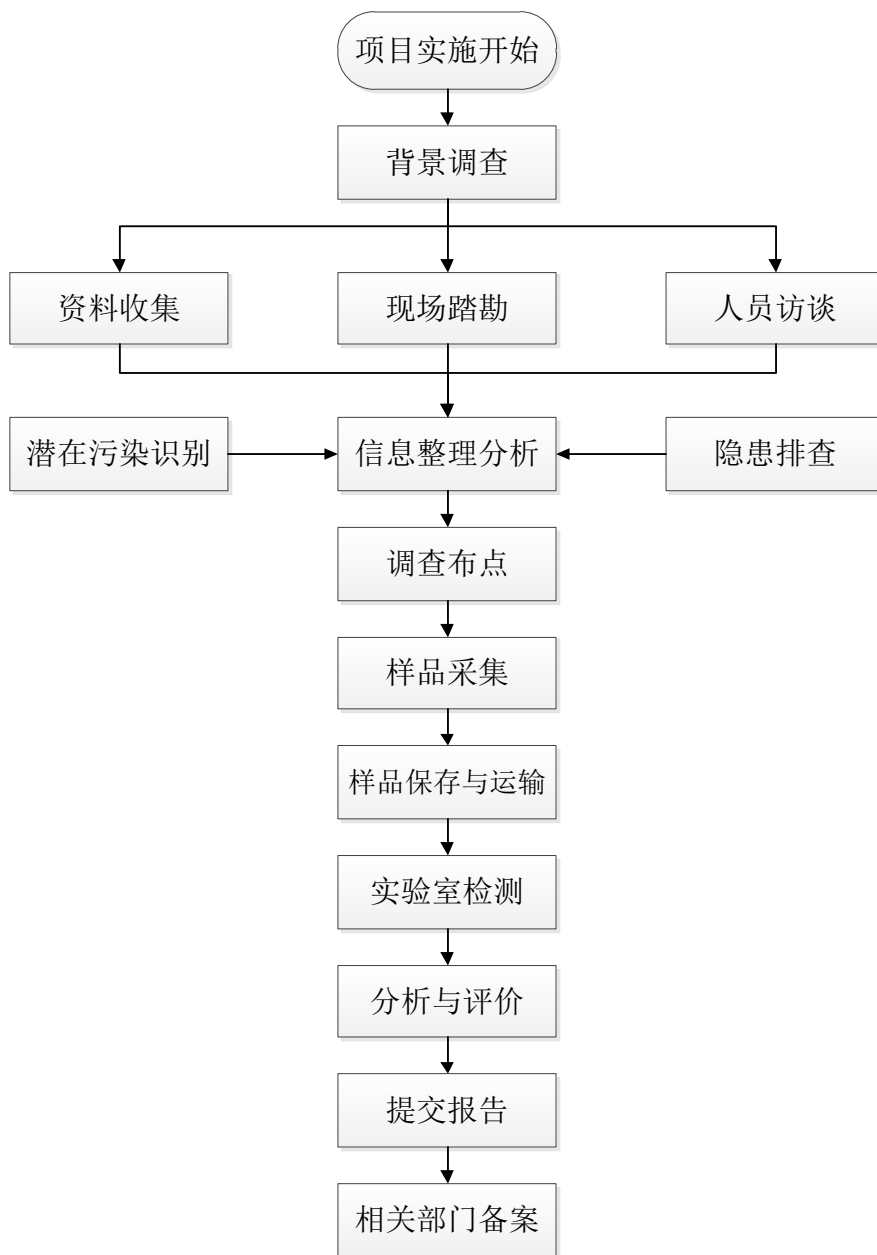 项目实施开始
背景调查
资料收集
现场踏勘
人员访谈
潜在污染识别
信息整理分析
隐患排查
调查布点
样品采集
样品保存与运输
实验室检测
分析与评价
提交报告
相关部门备案